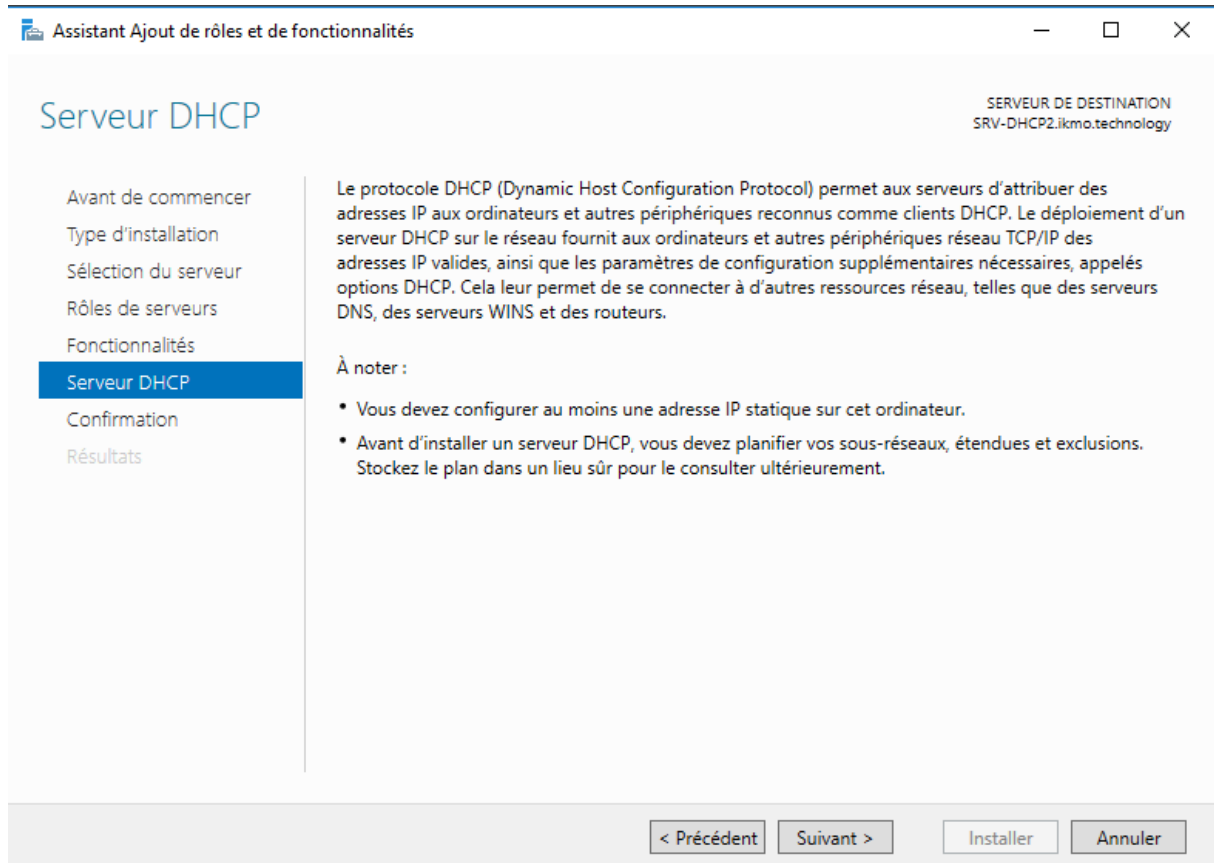 Assistant Ajout de rôles et de fonctionnalités
Serveur DHCP
SERVEUR DE DESTINATION
SRV-DHCP2.ikmo.technology
Avant de commencer
Type d'installation
Sélection du serveur
Rôles de serveurs
Fonctionnalités
Serveur DHCP
Confirmation
Résultats
Le protocole DHCP (Dynamic Host Configuration Protocol) permet aux serveurs d'attribuer des
adresses IP aux ordinateurs et autres périphériques reconnus comme clients DHCP. Le déploiement d'un
serveur DHCP sur le réseau fournit aux ordinateurs et autres périphériques réseau TCP/IP des
adresses IP valides, ainsi que les paramètres de configuration supplémentaires nécessaires, appelés
options DHCP. Cela leur permet de se connecter à d'autres ressources réseau, telles que des serveurs
DNS, des serveurs WINS et des routeurs.
À noter :
• Vous devez configurer au moins une adresse IP statique sur cet ordinateur.
• Avant d'installer un serveur DHCP, vous devez planifier vos sous-réseaux, étendues et exclusions.
Stockez le plan dans un lieu sûr pour le consulter ultérieurement.
< Précédent
Suivant >
Installer
Annuler